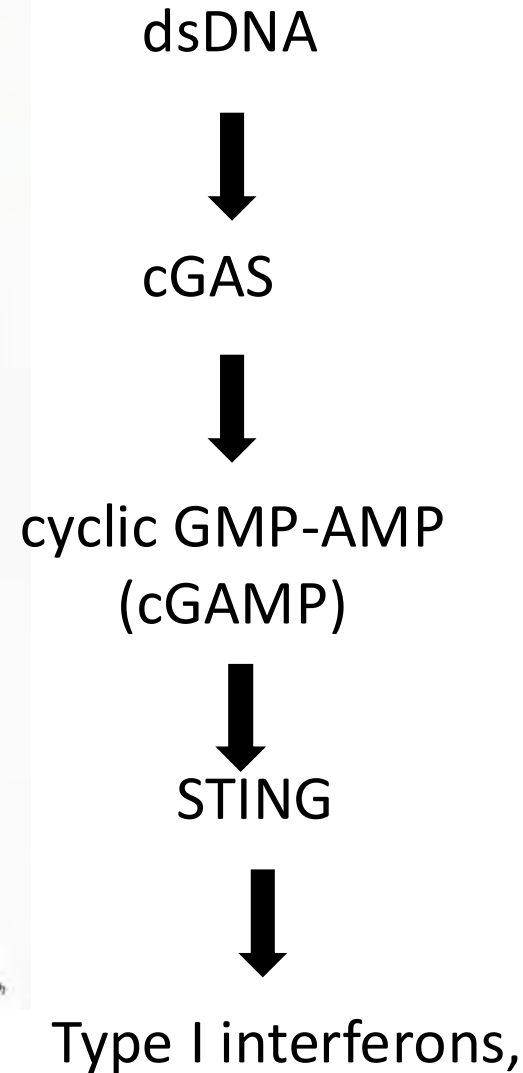 dsDNA
cGAS
cyclic GMP-AMP
(cGAMP)
STING
Type I interferons,